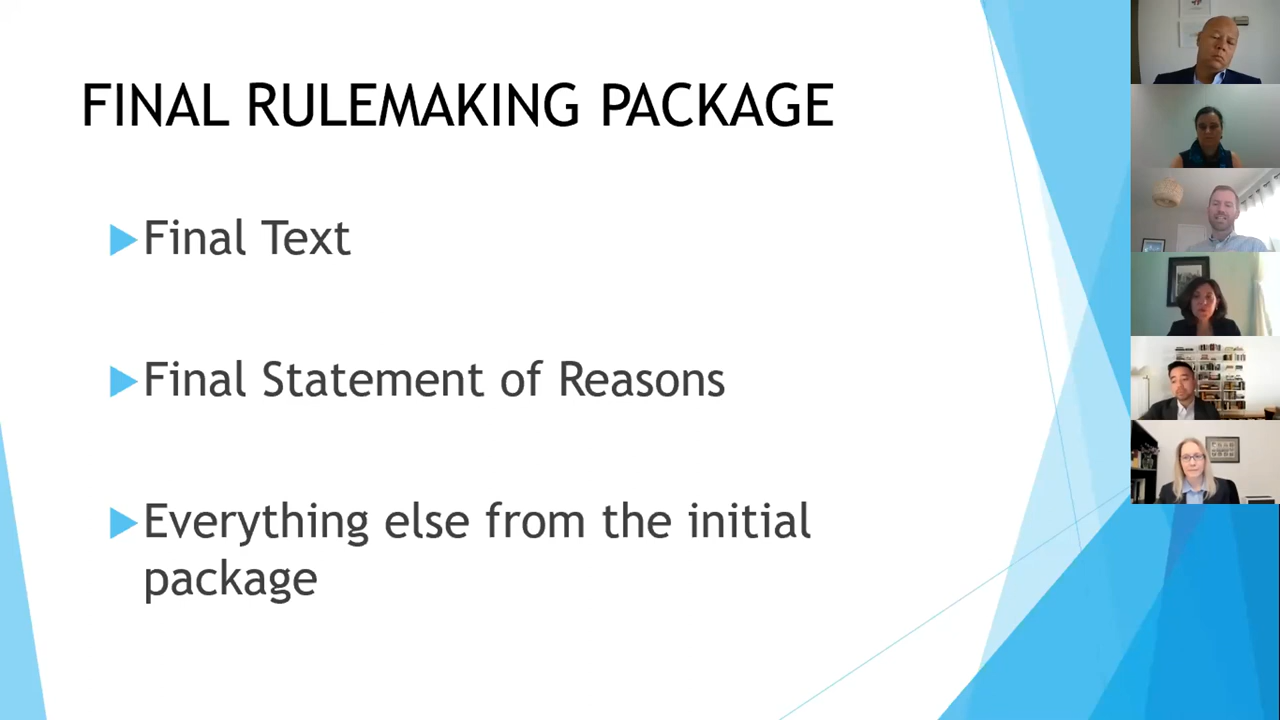 FINAL RULEMAKING PACKAGE
Final Text
Final Statement of Reasons
Everything else from the initial
package